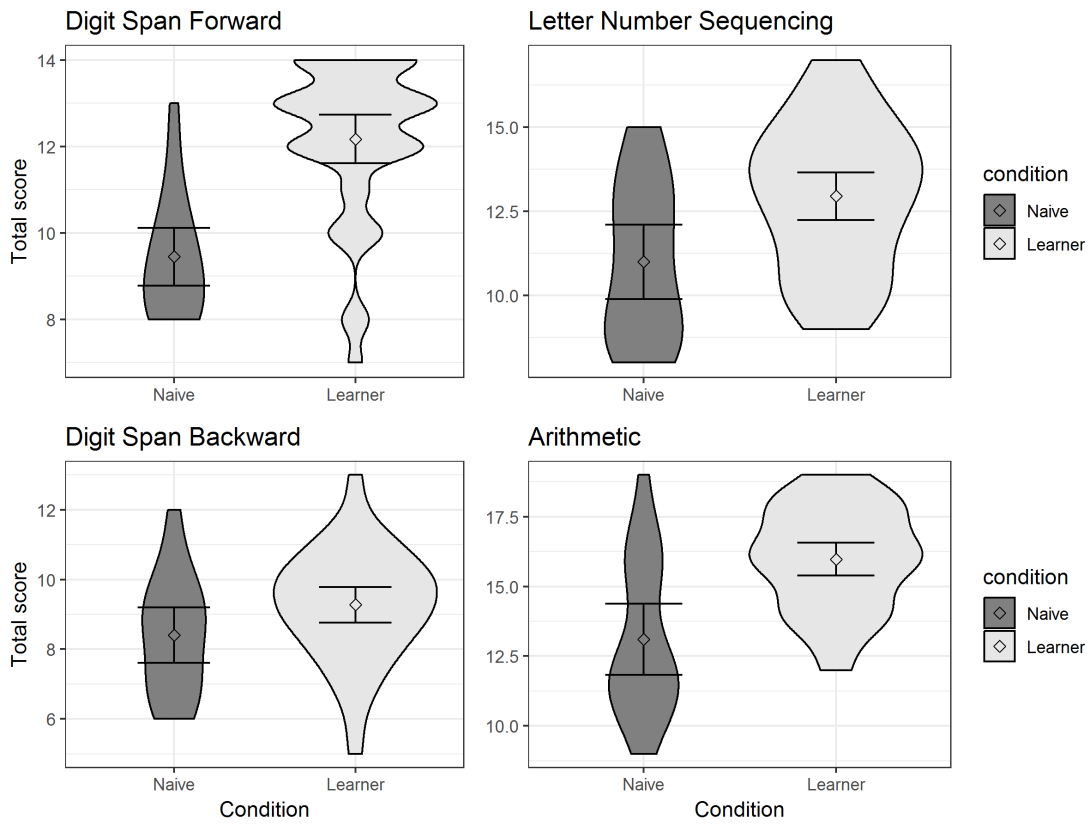 Digit Span Forward
Total score
14
12
10
8
Naive
Learner
Letter Number Sequencing
15.0
12.5
10.0
Naive
Learner
condition
Naive
Learner
Digit Span Backward
Total score
12
10
8
6
Naive
Learner
Condition
Arithmetic
17.5
15.0
12.5
10.0
Naive
Learner
Condition
condition
Naive
Learner